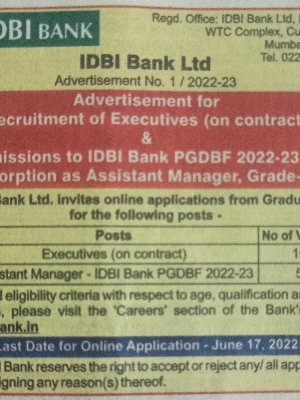 DBI BANK
Regd. Office: IDBI Bank Ltd,
WTC Complex, Cu
Mumba
Tel. 022
IDBI Bank Ltd
Advertisement No. 1 / 2022-23
Advertisement for
ecruitment of Executives (on contract
&
missions to IDBI Bank PGDBF 2022-23
orption as Assistant Manager, Grade-
Bank Ltd. invites online applications from Gradu
for the following posts -
Posts No of V
Executives (on contract) 1
stant Manager - IDBI Bank PGDBF 2022-23 5
d eligibility criteria with respect to age, qualification a
, please visit the 'Careers' section of the Bank's
ank.in
Last Date for Online Application - June 17, 2022
I Bank reserves the right to accept or reject any/ all app
igning any reason(s) thereof.